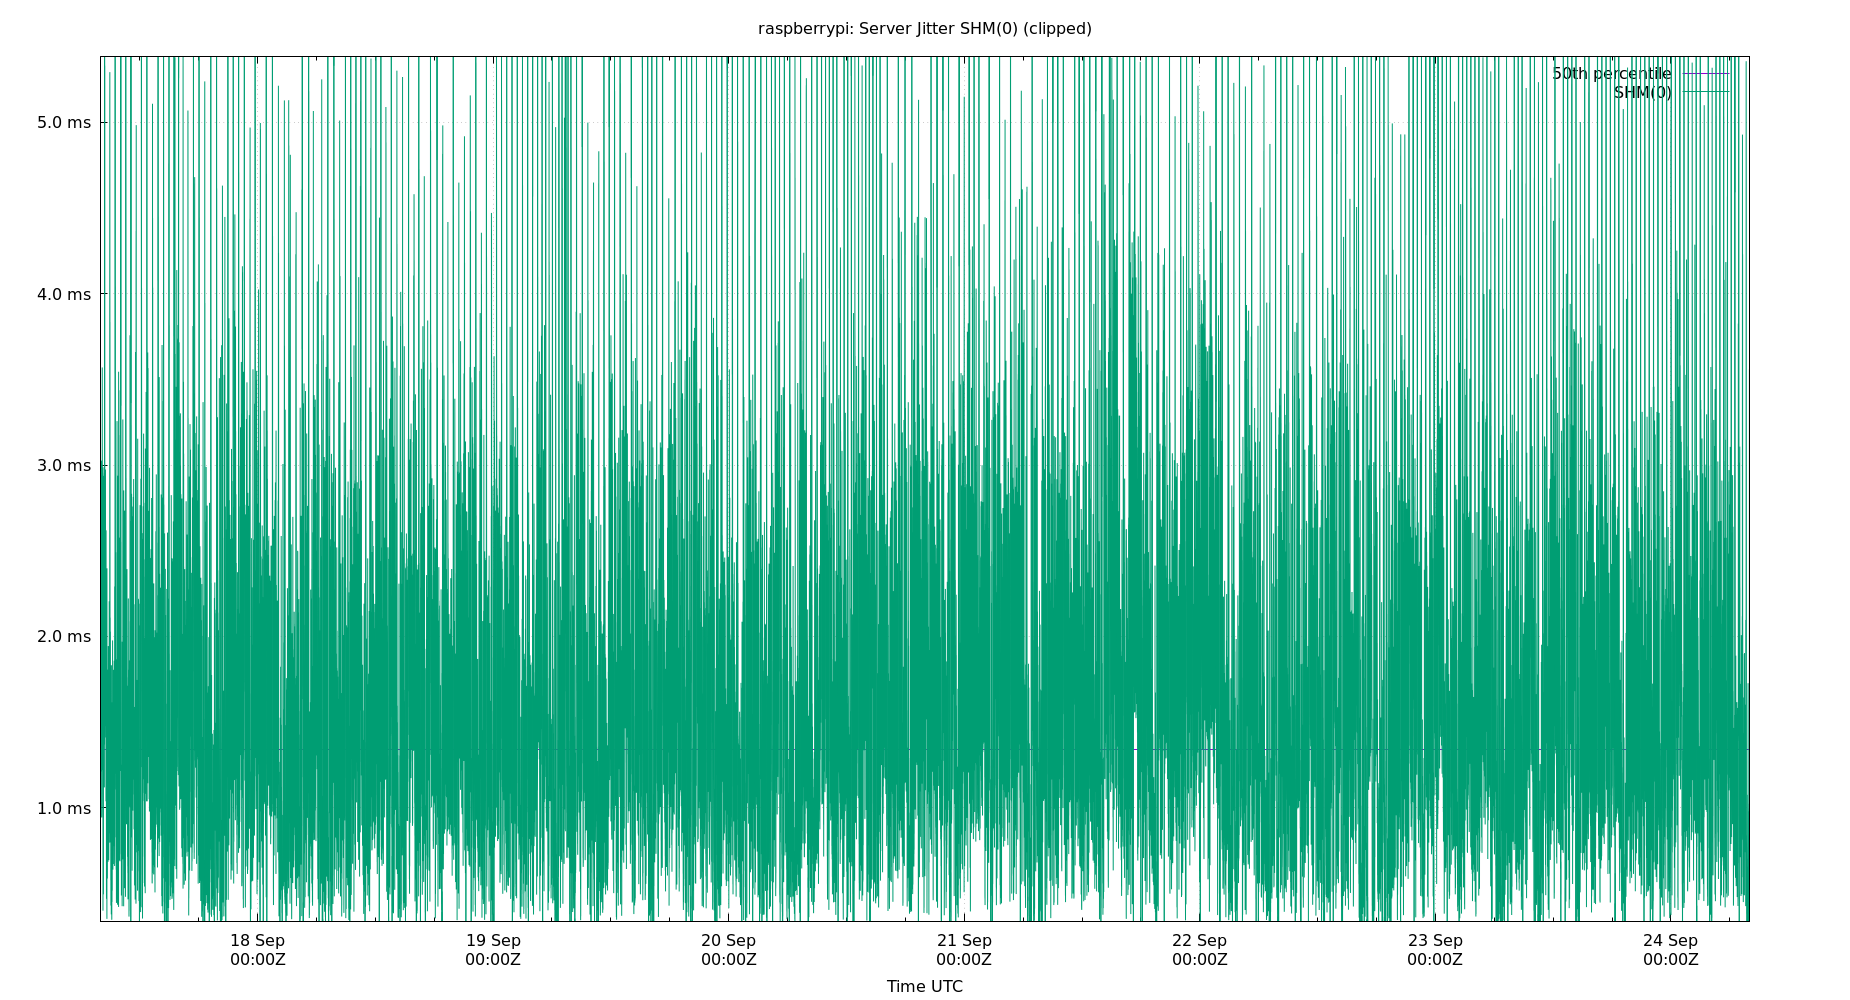 raspberrypi: Server Jitter SHM(0) (clipped)
50th percentile
SHM(0)
5.0 ms
4.0 ms
3.0 ms
2.0 ms
1.0 ms
18 Sep 19 Sep 20 Sep 21 Sep 22 Sep 23 Sep 24 Sep
00:00Z 00:00Z 00:00Z 00:00Z 00:00Z 00:00Z 00:00Z
Time UTC